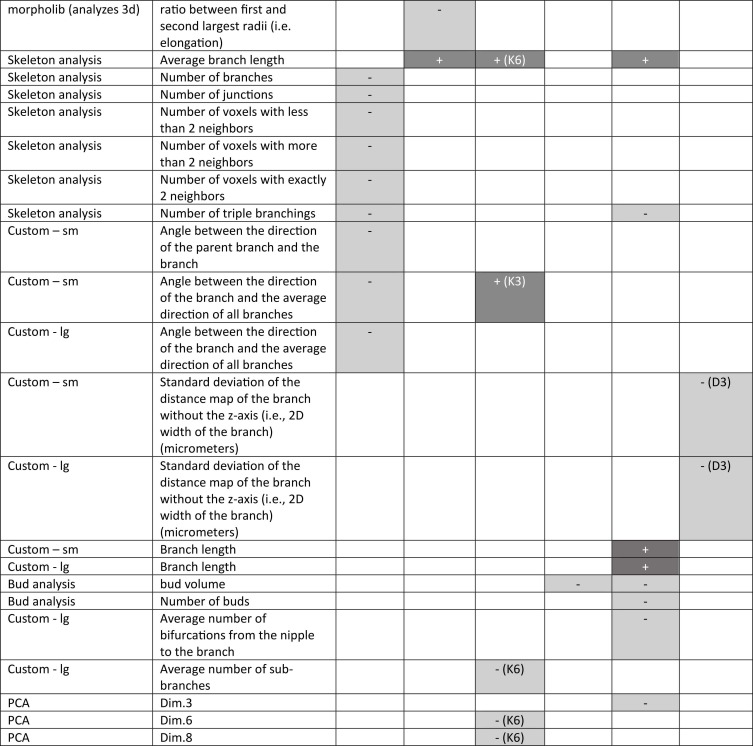 morpholib (analyzes 3d) ratio between first and -
second largest radii (i.e.
elongation)
Skeleton analysis Average branch length + + (K6) +
Skeleton analysis Number of branches -
Skeleton analysis Number of junctions -
Skeleton analysis Number of voxels with less -
than 2 neighbors
Skeleton analysis Number of voxels with more -
than 2 neighbors
Skeleton analysis Number of voxels with exactly -
2 neighbors
Skeleton analysis Number of triple branchings - -
Custom – sm Angle between the direction -
of the parent branch and the
branch
Custom – sm Angle between the direction - + (K3)
of the branch and the average
direction of all branches
Custom - lg Angle between the direction -
of the branch and the average
direction of all branches
Custom – sm Standard deviation of the - (D3)
distance map of the branch
without the z-axis (i.e., 2D
width of the branch)
(micrometers)
Custom - lg Standard deviation of the - (D3)
distance map of the branch
without the z-axis (i.e., 2D
width of the branch)
(micrometers)
Custom – sm Branch length +
Custom - lg Branch length +
Bud analysis bud volume - -
Bud analysis Number of buds -
Custom - lg Average number of -
bifurcations from the nipple
to the branch
Custom - lg Average number of sub- - (K6)
branches
PCA Dim.3 -
PCA Dim.6 - (K6)
PCA Dim.8 - (K6)